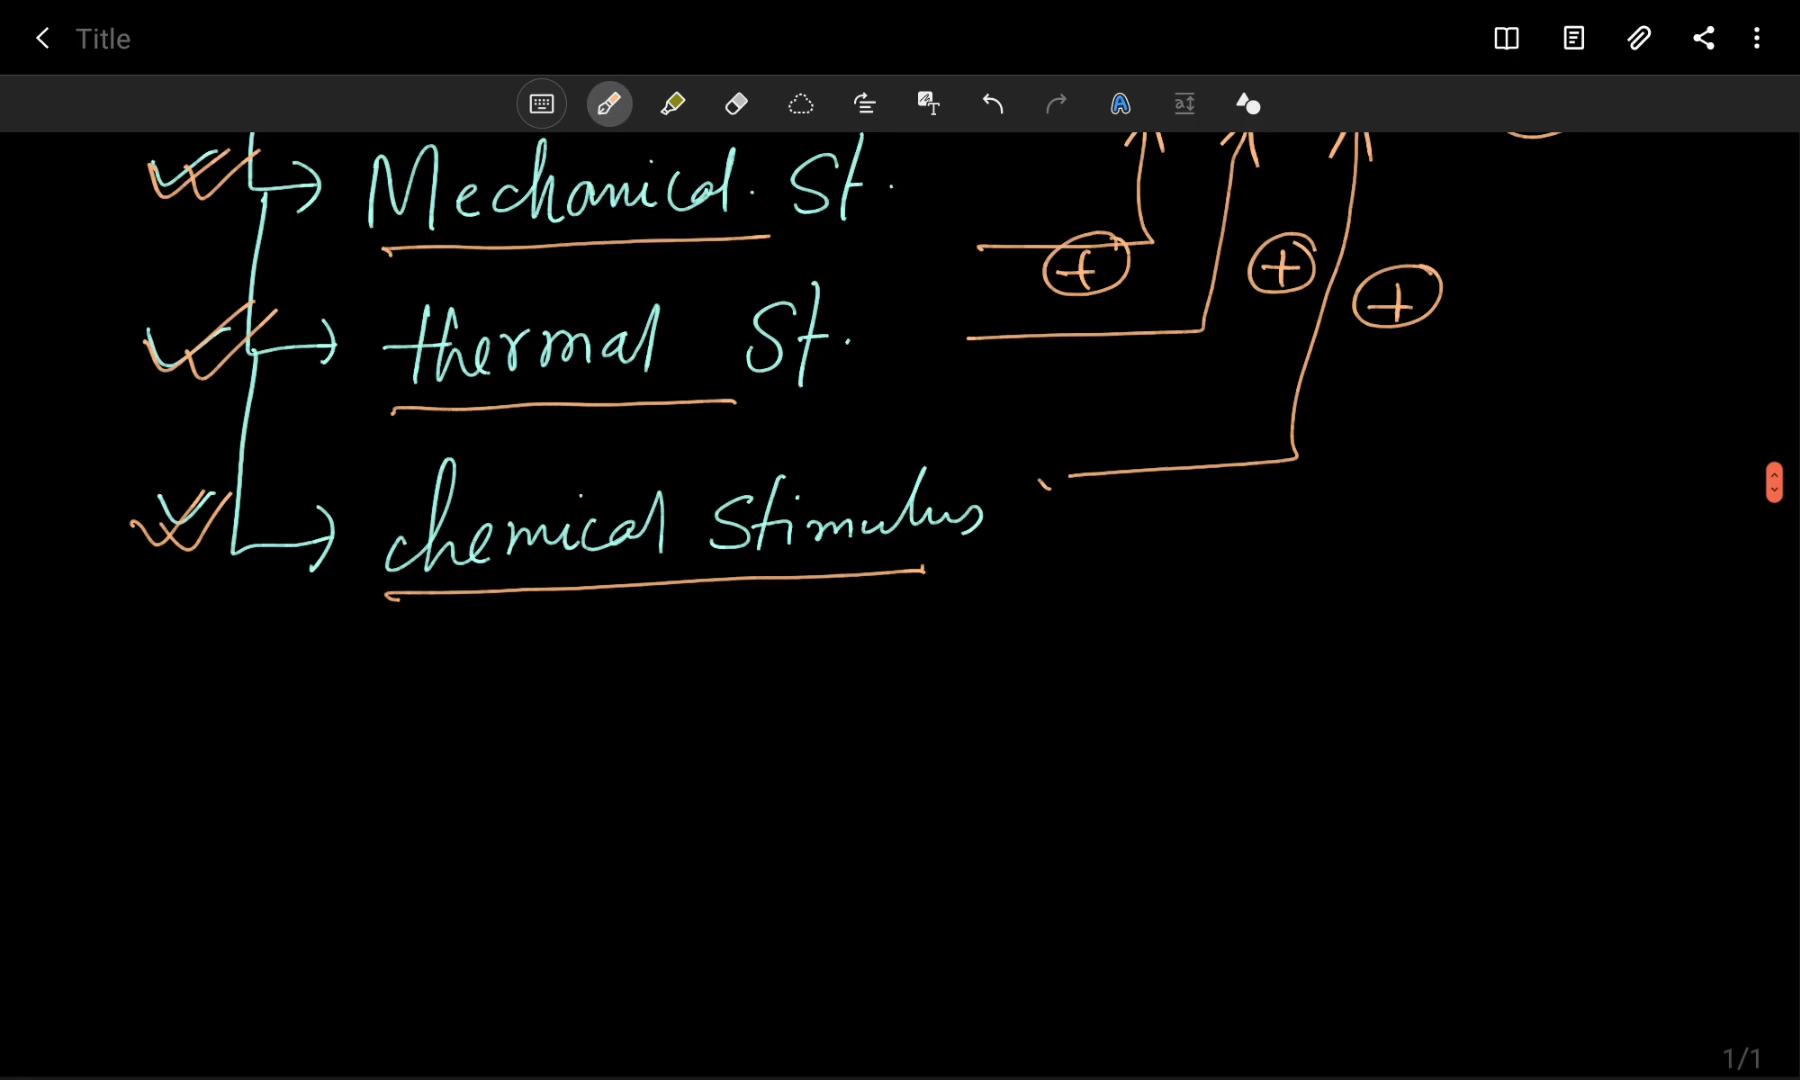 Title
→ Mechanical. St.
+ + +
→ thermal St.
→ chemical Stimulus
1/1